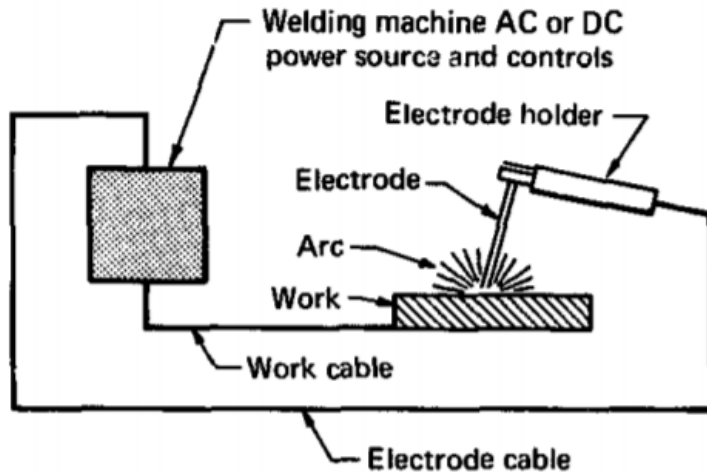 Welding machine AC or DC
power source and controls
Electrode holder
Electrode
Arc
Work
Work cable
Electrode cable